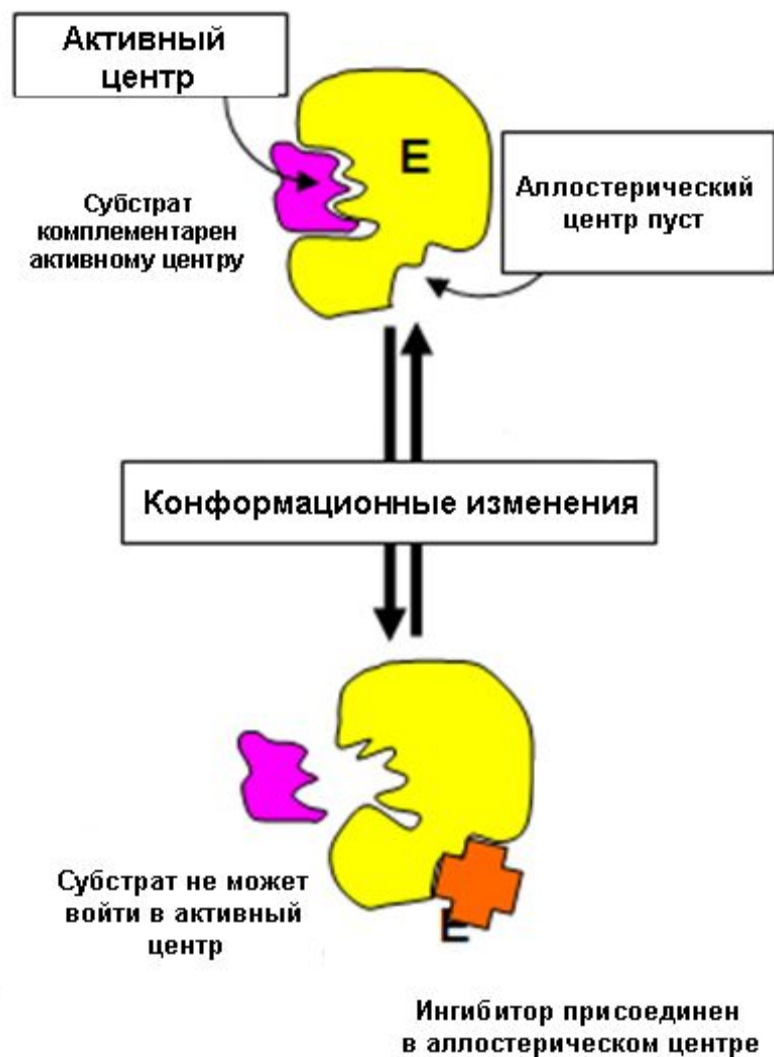 Активный
центр
E
Аллостерический
центр пуст
Субстрат
комплементарен
активному центру
Конформационные изменения
Субстрат не может
войти в активный
центр
E
Ингибитор присоединен
в аллостерическом центре